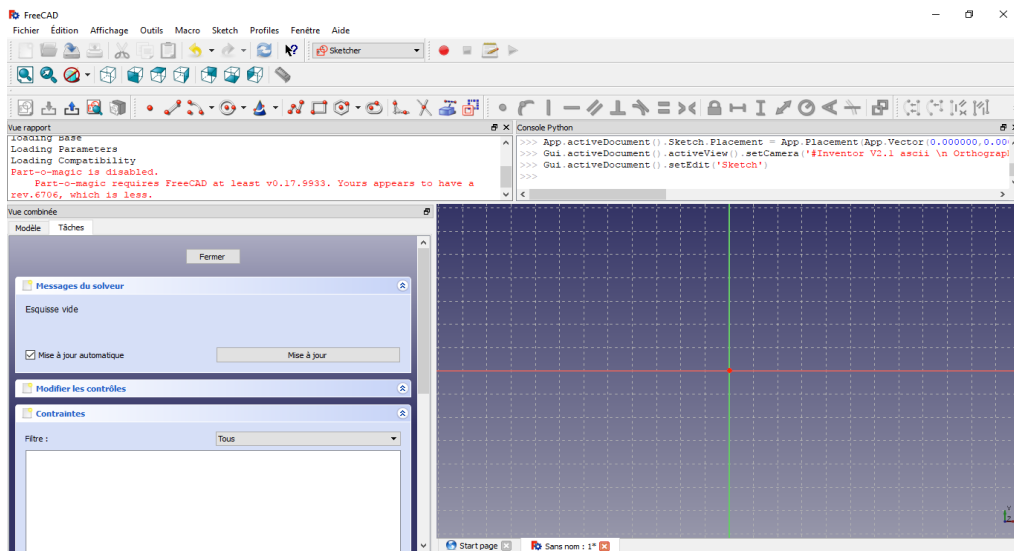 FreeCAD
Fichier Édition Affichage Outils Macro Sketch Profiles Fenêtre Aide
Sketcher
Vue rapport
Loading Base
Loading Parameters
Loading Compatibility
Part-o-magic is disabled.
Part-o-magic requires FreeCAD at least v0.17.9933. Yours appears to have a
rev.6706, which is less.
Console Python
>>> App.activeDocument().Sketch.Placement = App.Placement(App.Vector(0.000000,0.00
>>> Gui.activeDocument().activeView().setCamera('#Inventor V2.1 ascii \n Orthograph
>>> Gui.activeDocument().setEdit('Sketch')
>>>
Vue combinée
Modèle Tâches
Fermer
Messages du solveur
Esquisse vide
Mise à jour automatique
Mise à jour
Modifier les contrôles
Contraintes
Filtre :
Tous
Y
Z
Start page
Sans nom : 1*